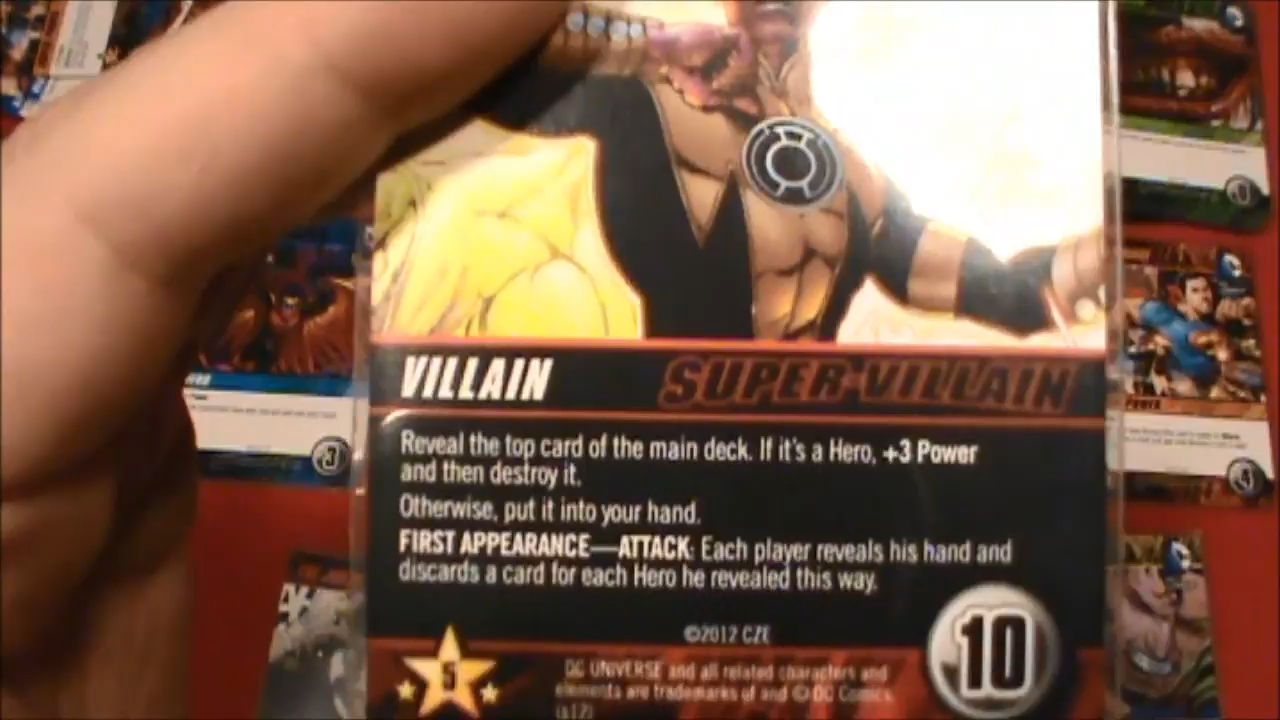 VILLAIN SUPER-VILLAIN
Reveal the top card of the main deck. If it's a Hero, +3 Power
and then destroy it.
Otherwise, put it into your hand.
FIRST APPEARANCE—ATTACK: Each player reveals his hand and
discards a card for each Hero he revealed this way.
©2012 CZE
10
5
DC UNIVERSE and all related characters and
elements are trademarks of and © DC Comics.
(s12)
3
4